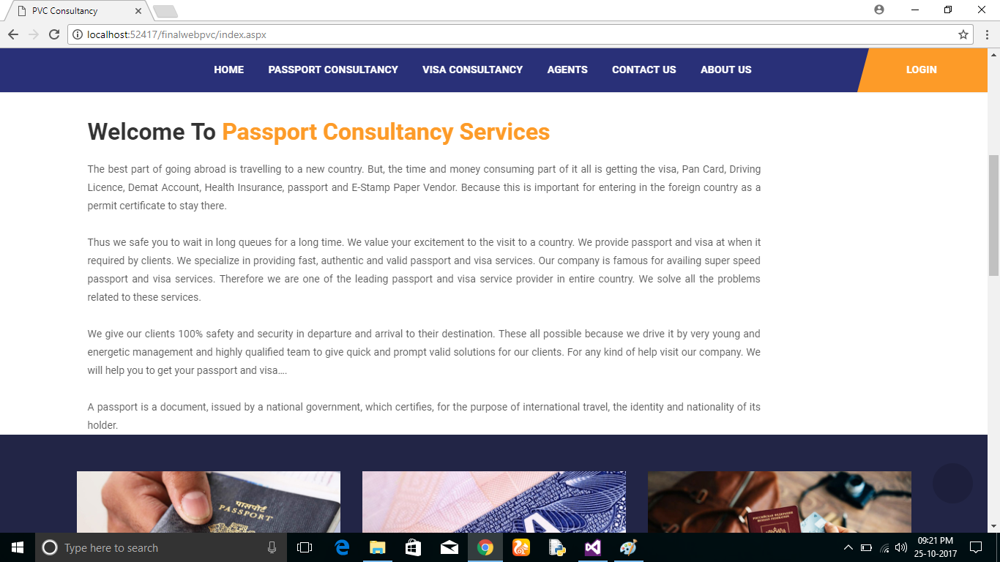 PVC Consultancy
localhost:52417/finalwebpvc/index.aspx
HOME PASSPORT CONSULTANCY VISA CONSULTANCY AGENTS CONTACT US ABOUT US LOGIN
Welcome To Passport Consultancy Services
The best part of going abroad is travelling to a new country. But, the time and money consuming part of it all is getting the visa, Pan Card, Driving
Licence, Demat Account, Health Insurance, passport and E-Stamp Paper Vendor. Because this is important for entering in the foreign country as a
permit certificate to stay there.
Thus we safe you to wait in long queues for a long time. We value your excitement to the visit to a country. We provide passport and visa at when it
required by clients. We specialize in providing fast, authentic and valid passport and visa services. Our company is famous for availing super speed
passport and visa services. Therefore we are one of the leading passport and visa service provider in entire country. We solve all the problems
related to these services.
We give our clients 100% safety and security in departure and arrival to their destination. These all possible because we drive it by very young and
energetic management and highly qualified team to give quick and prompt valid solutions for our clients. For any kind of help visit our company. We
will help you to get your passport and visa....
A passport is a document, issued by a national government, which certifies, for the purpose of international travel, the identity and nationality of its
holder.
पासपोर्ट
PASSPORT
РОССИЙСКАЯ ФЕДЕРАЦИЯ
RUSSIAN FEDERATION
Type here to search
09:21 PM
25-10-2017